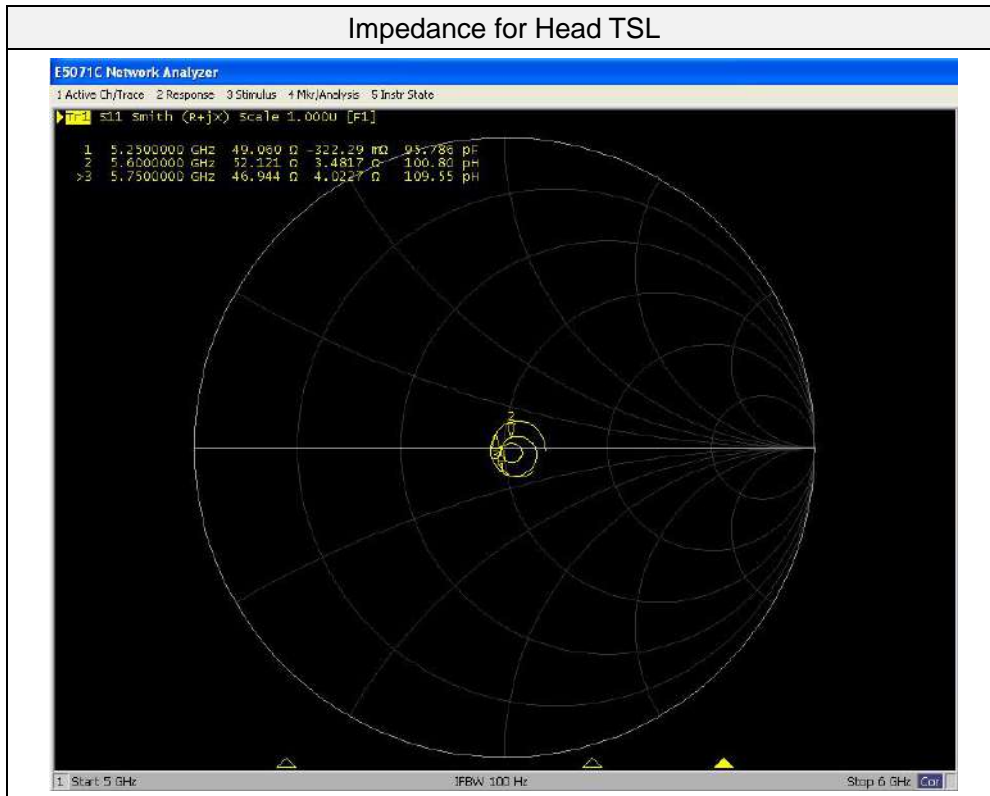 Impedance for Head TSL
E5071C Network Analyzer
1 Active Ch/Trace 2 Response 3 Stimulus 4 Mkr/Analysis 5 Instr State
Tr1 S11 Smith (R+jX) Scale 1.000U [F1]
1 5.2500000 GHz 49.060 Ω -322.29 mΩ 95.786 pF
2 5.6000000 GHz 52.121 Ω 3.4817 Ω 100.80 pH
>3 5.7500000 GHz 46.944 Ω 4.0227 Ω 109.55 pH
2
1 Start 5 GHz IFBW 100 Hz Stop 6 GHz Cor